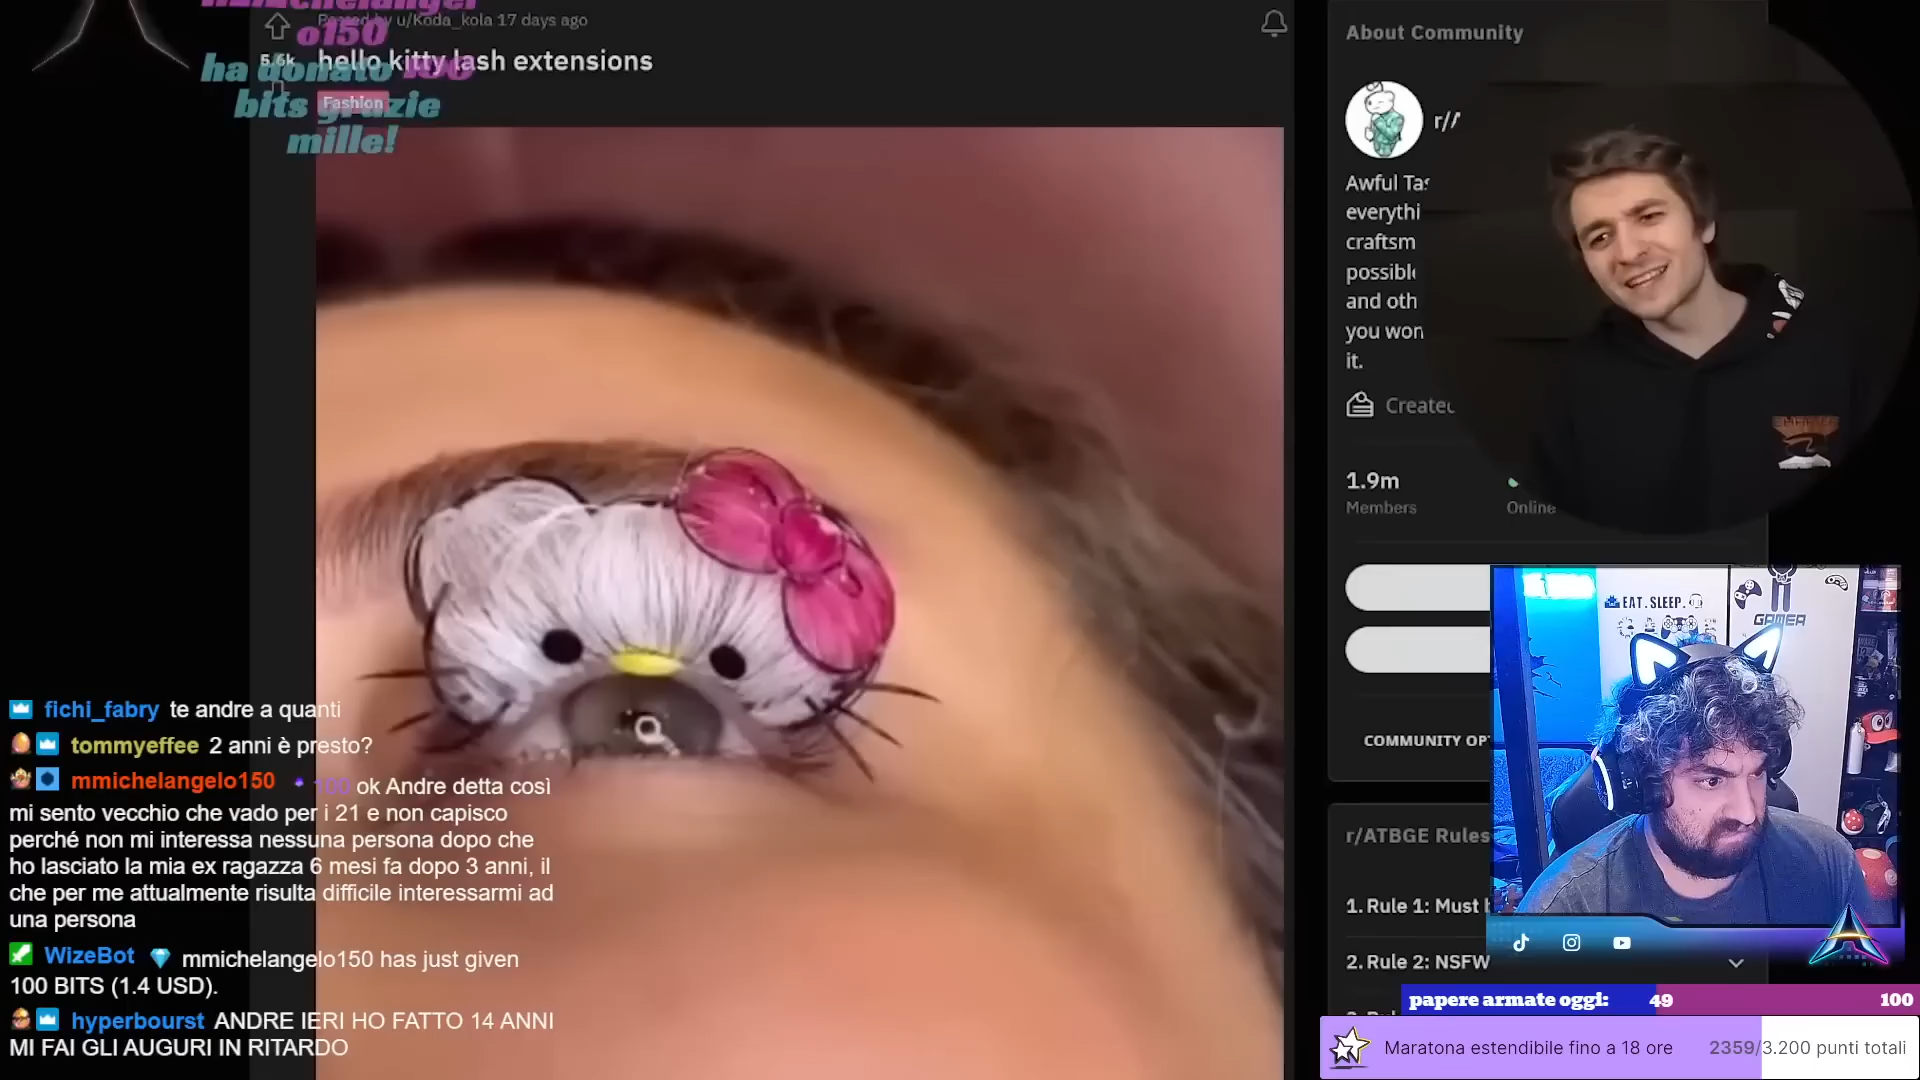 o150
ha donato 100
bits grazie
mille!
Posted by u/Koda_kola 17 days ago
5.6k
hello kitty lash extensions
Fashion
About Community
r/
Awful Tas
everythi
craftsm
possible
and oth
you won
it.
Created
1.9m
Members
Online
COMMUNITY OP
r/ATBGE Rules
1. Rule 1: Must
2. Rule 2: NSFW
EAT.SLEEP.
GAMER
fichi_fabry te andre a quanti
tommyeffee 2 anni è presto?
mmichelangelo150 100 ok Andre detta così
mi sento vecchio che vado per i 21 e non capisco
perché non mi interessa nessuna persona dopo che
ho lasciato la mia ex ragazza 6 mesi fa dopo 3 anni, il
che per me attualmente risulta difficile interessarmi ad
una persona
WizeBot mmichelangelo150 has just given
100 BITS (1.4 USD).
hyperbourst ANDRE IERI HO FATTO 14 ANNI
MI FAI GLI AUGURI IN RITARDO
papere armate oggi: 49 100
Maratona estendibile fino a 18 ore 2359/3.200 punti totali